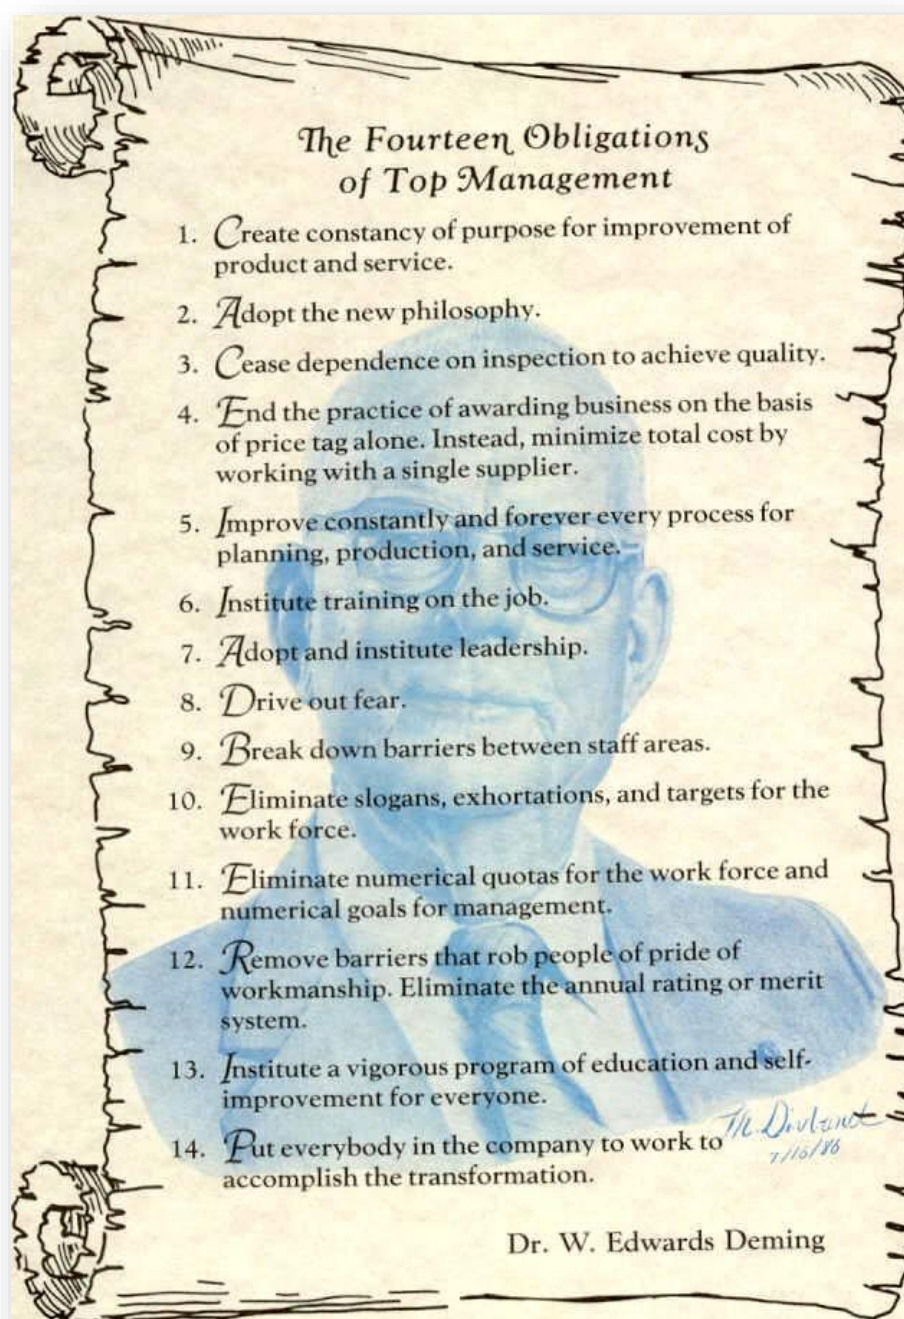 The Fourteen Obligations
of Top Management
1. Create constancy of purpose for improvement of
product and service.
2. Adopt the new philosophy.
3. Cease dependence on inspection to achieve quality.
4. End the practice of awarding business on the basis
of price tag alone. Instead, minimize total cost by
working with a single supplier.
5. Improve constantly and forever every process for
planning, production, and service.
6. Institute training on the job.
7. Adopt and institute leadership.
8. Drive out fear.
9. Break down barriers between staff areas.
10. Eliminate slogans, exhortations, and targets for the
work force.
11. Eliminate numerical quotas for the work force and
numerical goals for management.
12. Remove barriers that rob people of pride of
workmanship. Eliminate the annual rating or merit
system.
13. Institute a vigorous program of education and self-
improvement for everyone.
14. Put everybody in the company to work to
accomplish the transformation.
Dr. W. Edwards Deming